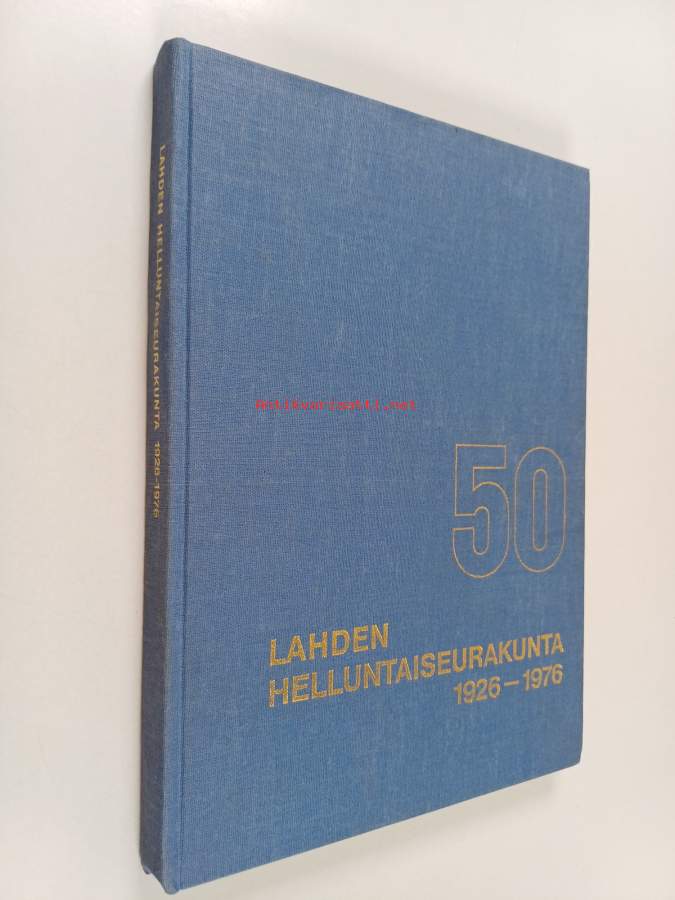 LAHDEN HELLUNTAISEURAKUNTA 1926-1976
Antikvariaatti.net
50
LAHDEN
HELLUNTAISEURAKUNTA
1926–1976